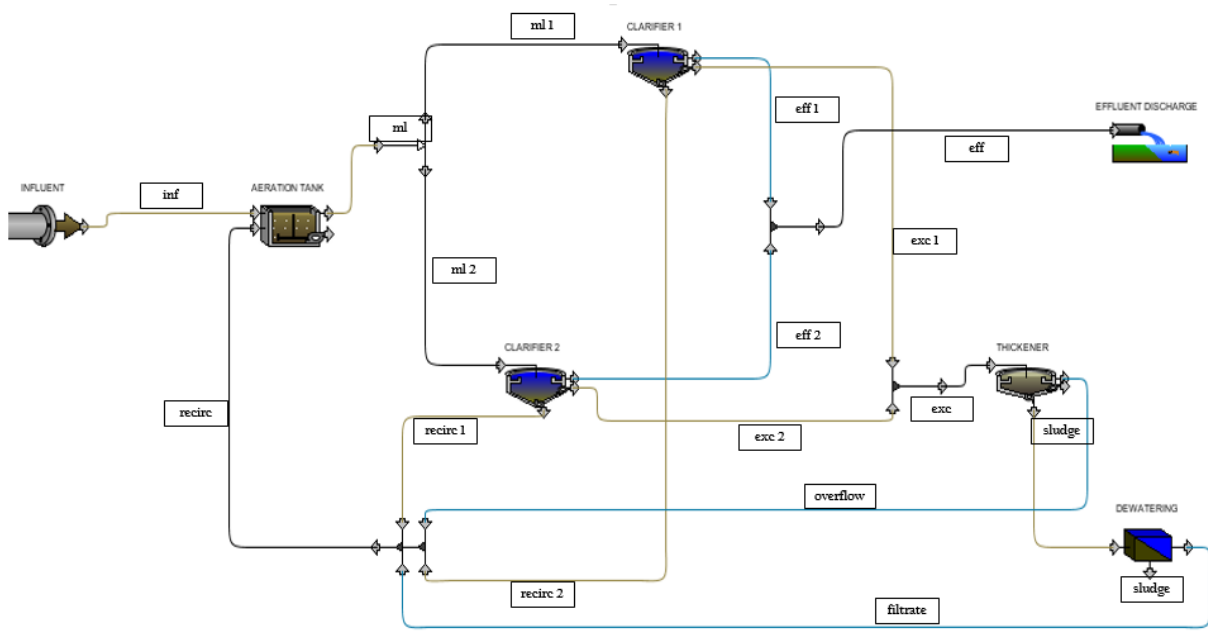 ml 1
CLARIFIER 1
eff 1
EFFLUENT DISCHARGE
ml
eff
INFLUENT
inf
AERATION TANK
exc 1
ml 2
eff 2
CLARIFIER 2
THICKENER
recirc
recirc 1
exc 2
exc
sludge
overflow
DEWATERING
recirc 2
sludge
filtrate